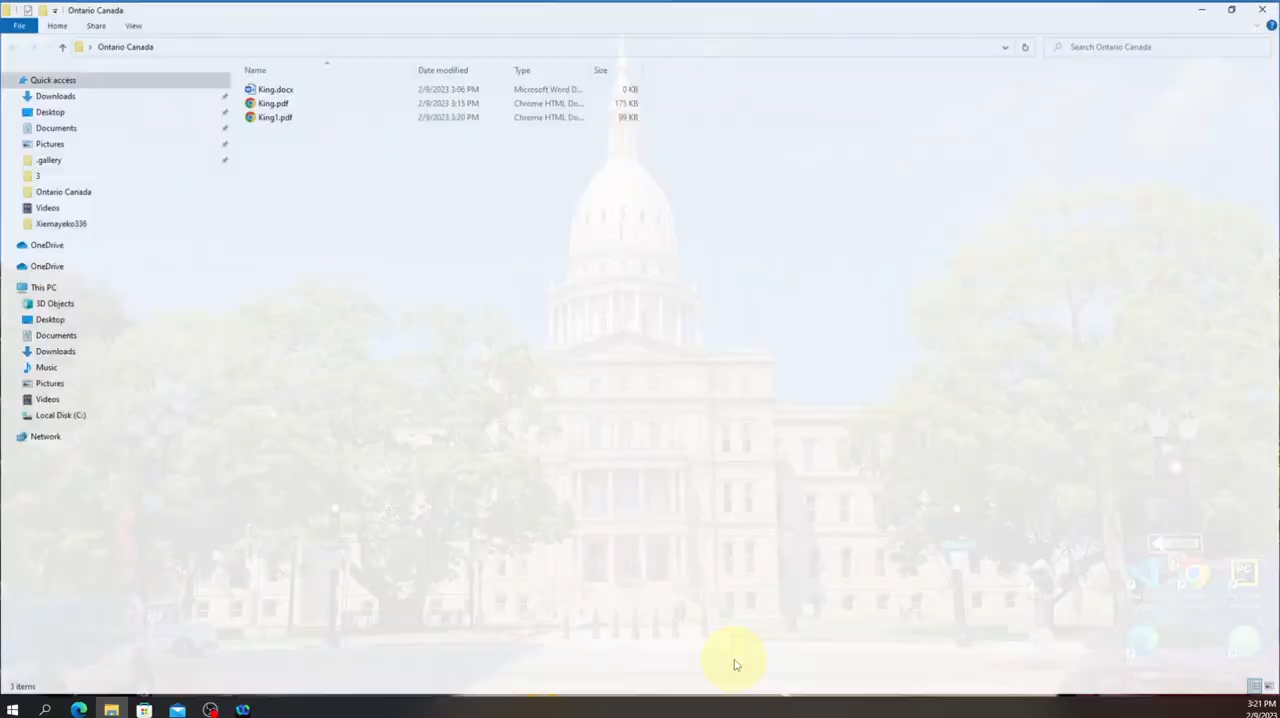 Ontario Canada
File Home Share View
Ontario Canada
Search Ontario Canada
Name Date modified Type Size
King.docx 2/9/2023 3:06 PM Microsoft Word D... 0 KB
King.pdf 2/9/2023 3:15 PM Chrome HTML Do... 175 KB
King1.pdf 2/9/2023 3:20 PM Chrome HTML Do... 99 KB
Quick access
Downloads
Desktop
Documents
Pictures
.gallery
3
Ontario Canada
Videos
Xiemayeko336
OneDrive
OneDrive
This PC
3D Objects
Desktop
Documents
Downloads
Music
Pictures
Videos
Local Disk (C:)
Network
PC
3 items
3:21 PM
2/9/2023